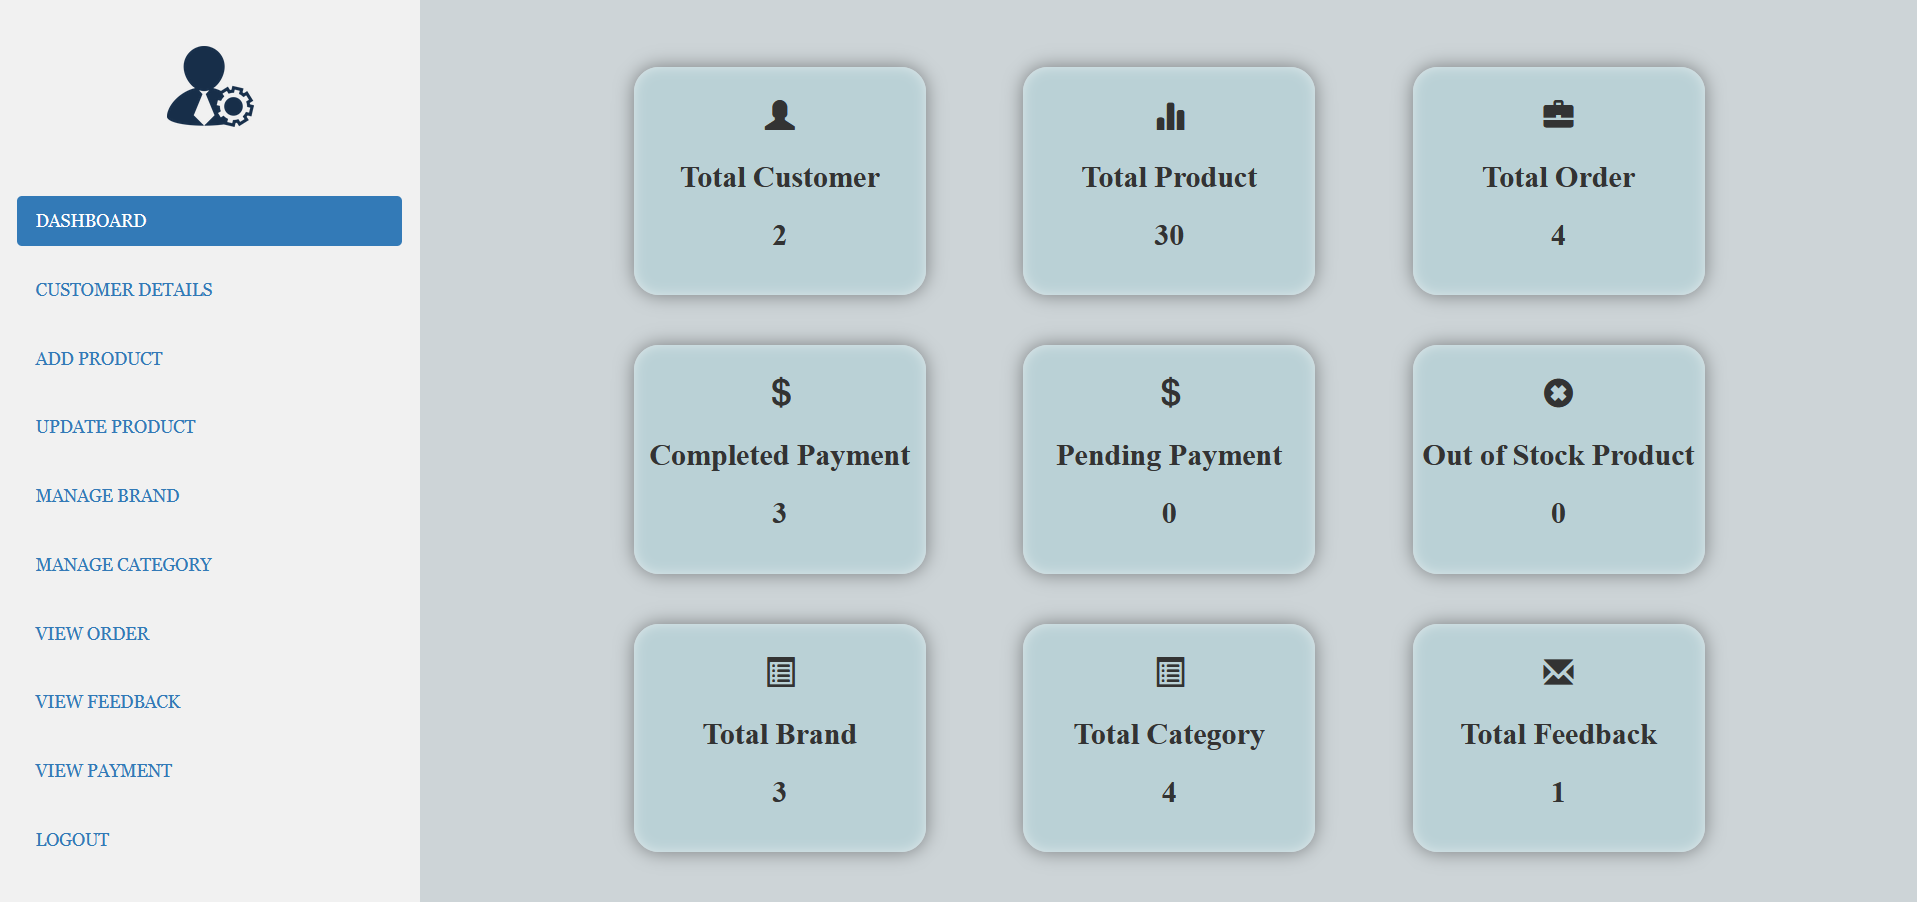 DASHBOARD
CUSTOMER DETAILS
ADD PRODUCT
UPDATE PRODUCT
MANAGE BRAND
MANAGE CATEGORY
VIEW ORDER
VIEW FEEDBACK
VIEW PAYMENT
LOGOUT
Total Customer
2
Total Product
30
Total Order
4
$
Completed Payment
3
$
Pending Payment
0
Out of Stock Product
0
Total Brand
3
Total Category
4
Total Feedback
1